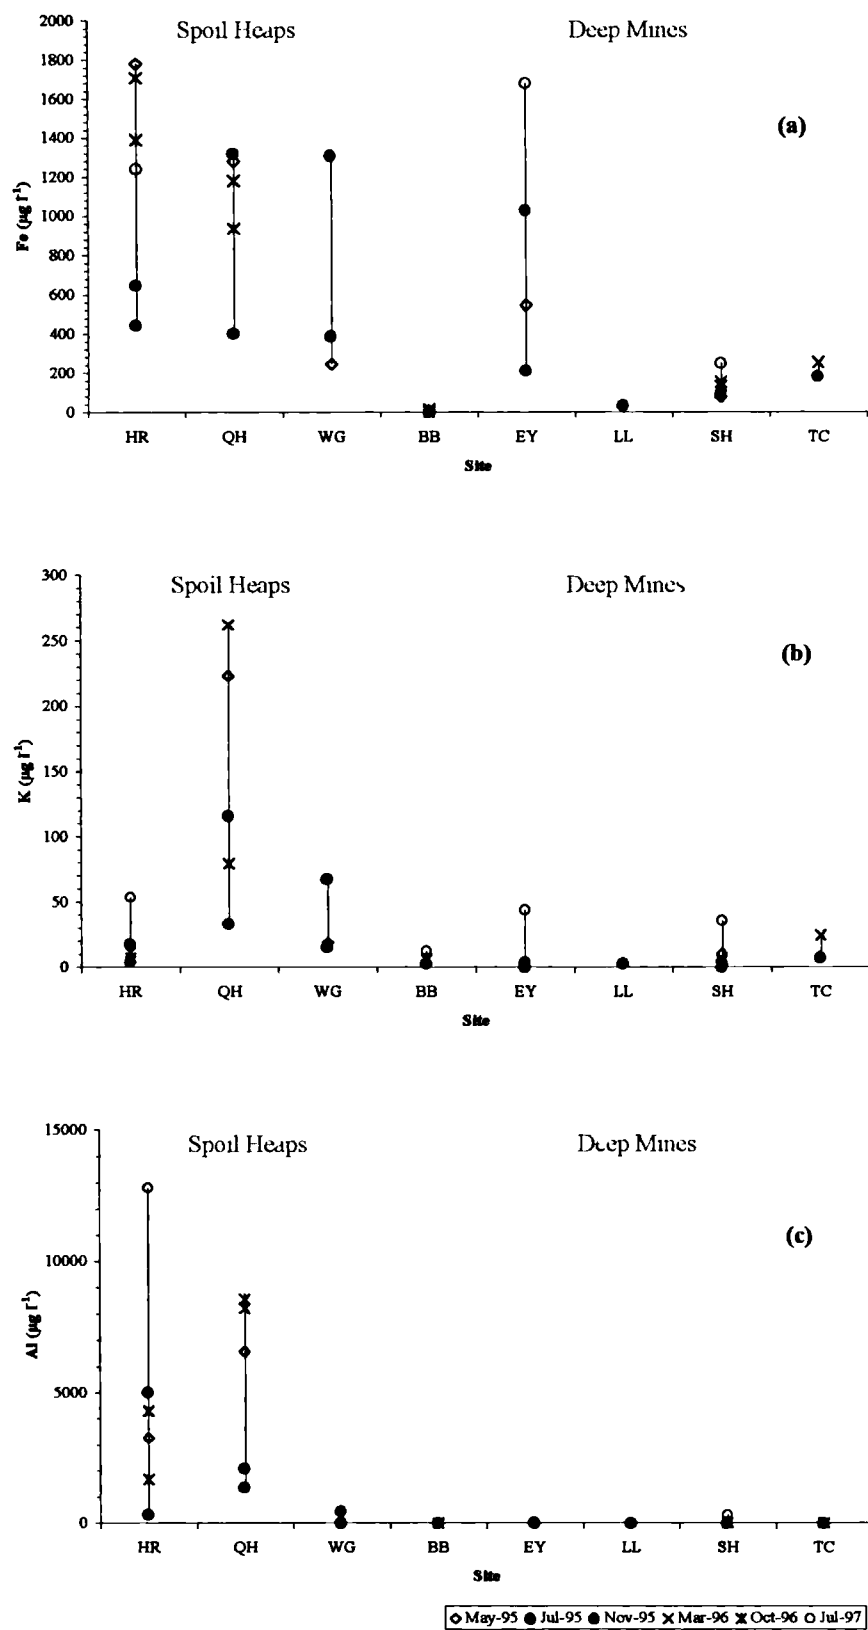 Spoil Heaps Deep Mines
2000
1800
1600
1400
1200
1000
800
600
400
200
0
Fe (µg l⁻¹)
(a)
HR QH WG BB EY LL SH TC
Site
Spoil Heaps Deep Mines
300
250
200
150
100
50
0
K (µg l⁻¹)
(b)
HR QH WG BB EY LL SH TC
Site
Spoil Heaps Deep Mines
15000
10000
5000
0
Al (µg l⁻¹)
(c)
HR QH WG BB EY LL SH TC
Site
May-95 Jul-95 Nov-95 Mar-96 Oct-96 Jul-97